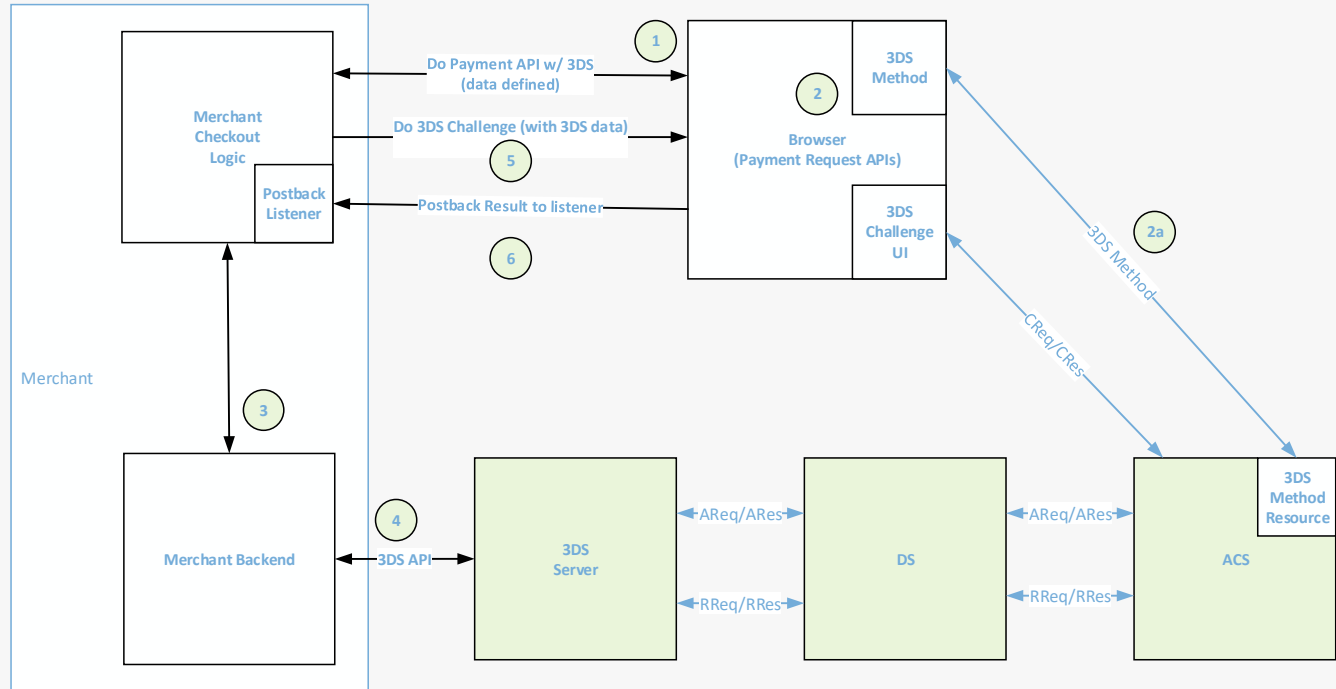 1
Do Payment API w/ 3DS
(data defined)
3DS
Method
2
Merchant
Checkout
Logic
Do 3DS Challenge (with 3DS data)
Browser
(Payment Request APIs)
5
Postback
Listener
Postback Result to listener
3DS
Challenge
UI
2a
3DS Method
6
CReq/CRes
Merchant
3
4
Merchant Backend
3DS API
3DS
Server
AReq/ARes
RReq/RRes
DS
AReq/ARes
RReq/RRes
ACS
3DS
Method
Resource